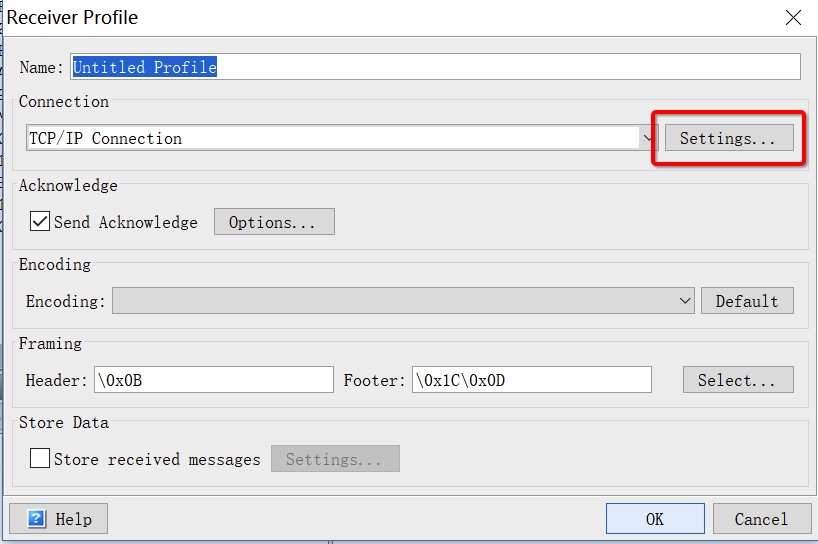 Receiver Profile
Name: Untitled Profile
Connection
TCP/IP Connection Settings...
Acknowledge
Send Acknowledge Options...
Encoding
Encoding: Default
Framing
Header: \0x0B Footer: \0x1C\0x0D Select...
Store Data
Store received messages Settings...
? Help OK Cancel